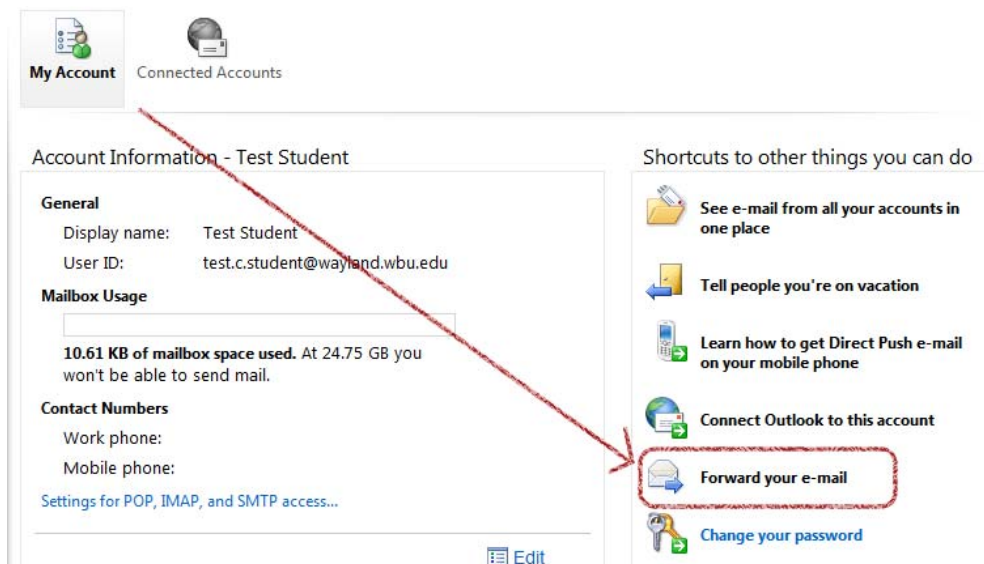 My Account
Connected Accounts
Account Information - Test Student
General
Display name: Test Student
User ID: test.c.student@wayland.wbu.edu
Mailbox Usage
10.61 KB of mailbox space used. At 24.75 GB you
won't be able to send mail.
Contact Numbers
Work phone:
Mobile phone:
Settings for POP, IMAP, and SMTP access...
Edit
Shortcuts to other things you can do
See e-mail from all your accounts in
one place
Tell people you're on vacation
Learn how to get Direct Push e-mail
on your mobile phone
Connect Outlook to this account
Forward your e-mail
Change your password